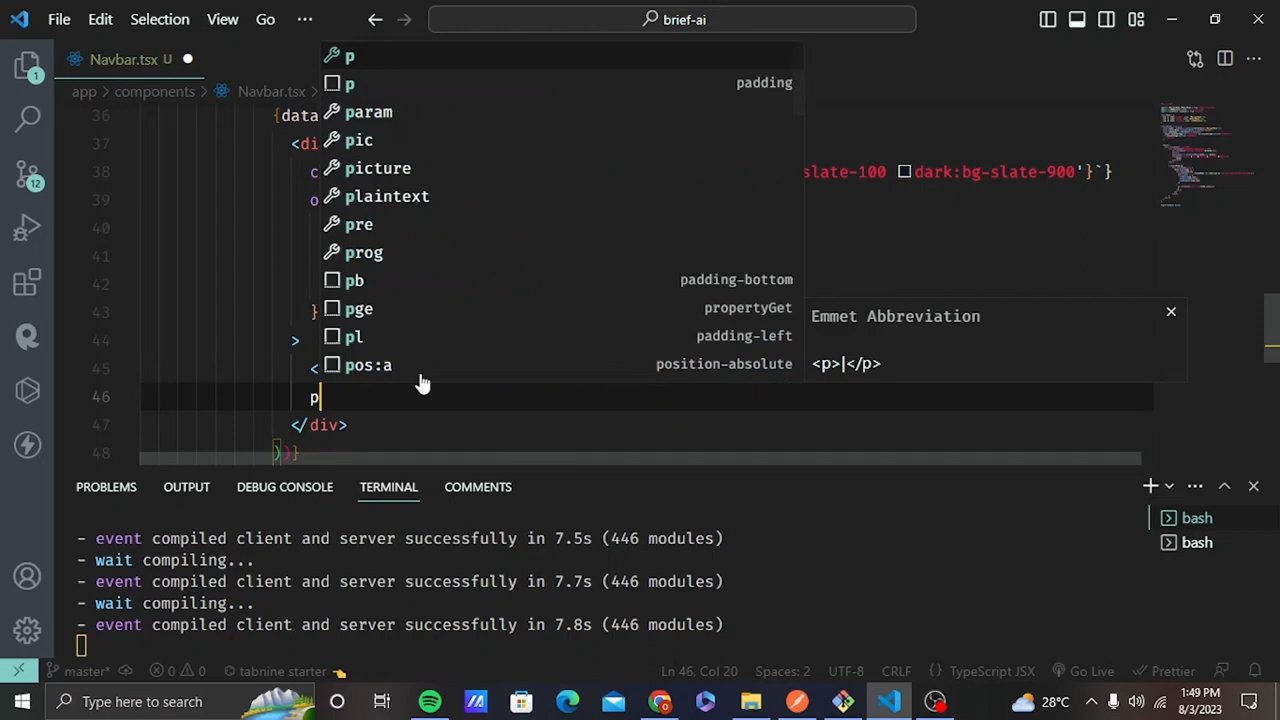 File Edit Selection View Go ··· brief-ai
Navbar.tsx U
app > components > Navbar.tsx >
p
p padding
param
pic
picture
plaintext
pre
prog
pb padding-bottom
pge propertyGet
pl padding-left
pos:a position-absolute
Emmet Abbreviation
<p>|</p>
36 {data
37 <di
38 c slate-100 dark:bg-slate-900'}`}
39 o
40
41
42
43 }
44 >
45 <
46 p
47 </div>
48 ))}
PROBLEMS OUTPUT DEBUG CONSOLE TERMINAL COMMENTS
- event compiled client and server successfully in 7.5s (446 modules)
- wait compiling...
- event compiled client and server successfully in 7.7s (446 modules)
- wait compiling...
- event compiled client and server successfully in 7.8s (446 modules)
bash
bash
1
12
master* 0 0 tabnine starter Ln 46, Col 20 Spaces: 2 UTF-8 CRLF {} TypeScript JSX Go Live Prettier
Type here to search 28°C 1:49 PM
8/3/2023